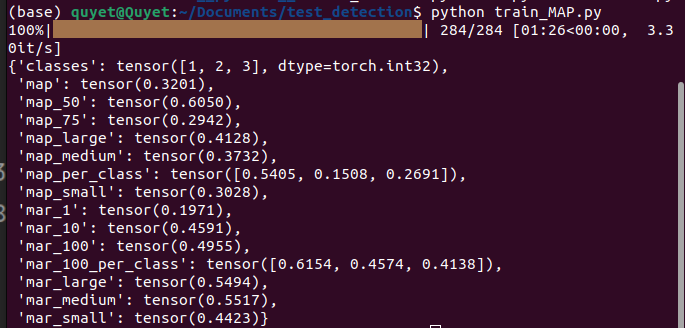 (base) quyet@Quyet:~/Documents/test_detection$ python train_MAP.py
100%|████████████████████████████████████| 284/284 [01:26<00:00,  3.3
0it/s]
{'classes': tensor([1, 2, 3], dtype=torch.int32),
 'map': tensor(0.3201),
 'map_50': tensor(0.6050),
 'map_75': tensor(0.2942),
 'map_large': tensor(0.4128),
 'map_medium': tensor(0.3732),
 'map_per_class': tensor([0.5405, 0.1508, 0.2691]),
 'map_small': tensor(0.3028),
 'mar_1': tensor(0.1971),
 'mar_10': tensor(0.4591),
 'mar_100': tensor(0.4955),
 'mar_100_per_class': tensor([0.6154, 0.4574, 0.4138]),
 'mar_large': tensor(0.5494),
 'mar_medium': tensor(0.5517),
 'mar_small': tensor(0.4423)}